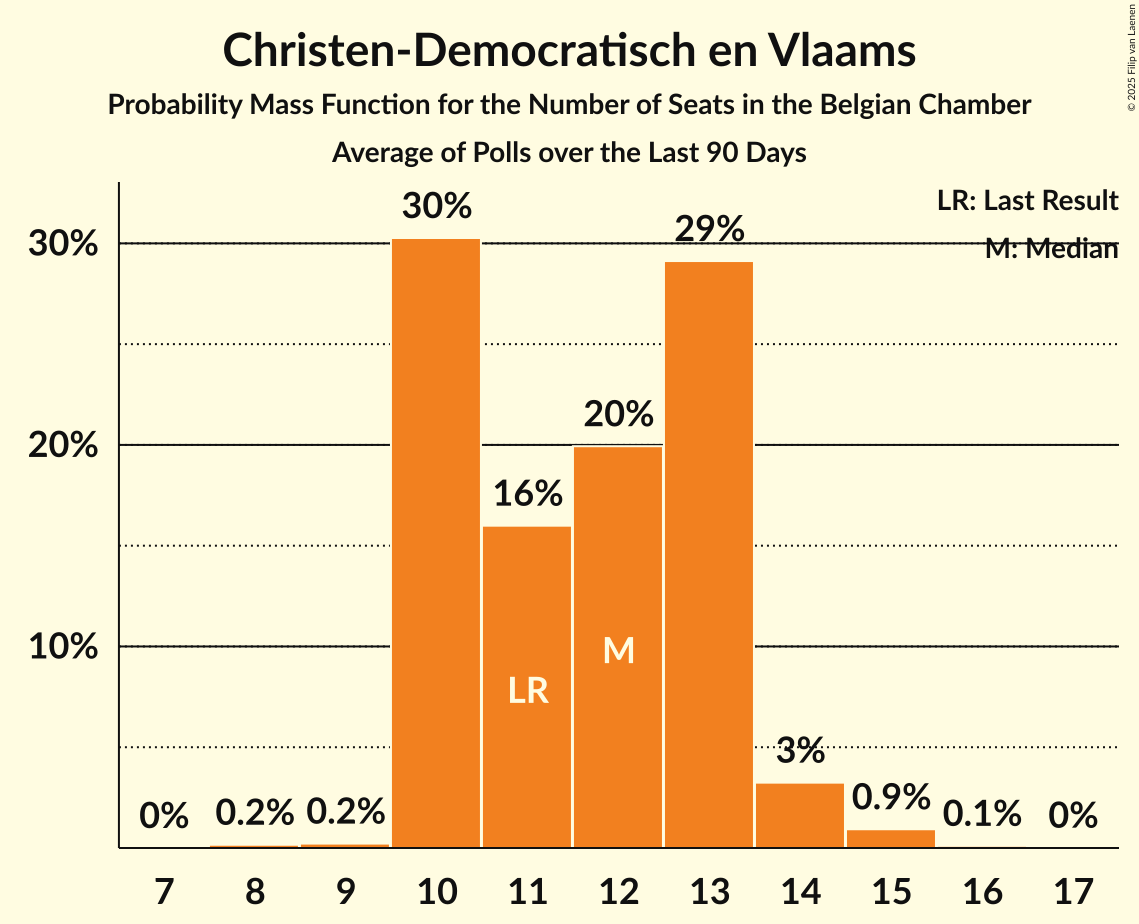 Christen-Democratisch en Vlaams
Probability Mass Function for the Number of Seats in the Belgian Chamber
Average of Polls over the Last 90 Days
© 2025 Filip van Laenen
LR: Last Result
M: Median
30%
20%
10%
0%
0.2%
0.2%
30%
16%
20%
29%
3%
0.9%
0.1%
0%
LR
M
7 8 9 10 11 12 13 14 15 16 17